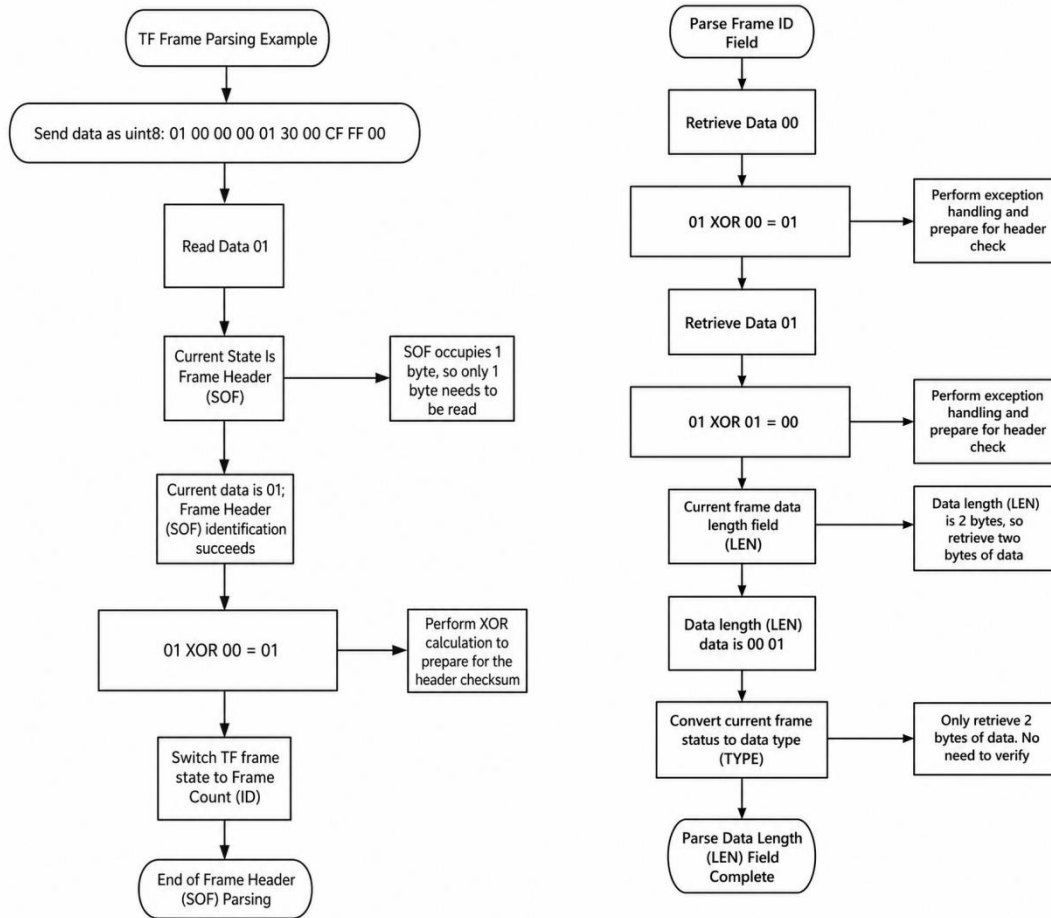 TF Frame Parsing Example
Send data as uint8: 01 00 00 00 01 30 00 CF FF 00
Read Data 01
Current State Is
Frame Header
(SOF)
SOF occupies 1
byte, so only 1
byte needs to
be read
Current data is 01;
Frame Header
(SOF) identification
succeeds
01 XOR 00 = 01
Perform XOR
calculation to
prepare for the
header checksum
Switch TF frame
state to Frame
Count (ID)
End of Frame Header
(SOF) Parsing
Parse Frame ID
Field
Retrieve Data 00
01 XOR 00 = 01
Perform exception
handling and
prepare for header
check
Retrieve Data 01
01 XOR 01 = 00
Perform exception
handling and
prepare for header
check
Current frame data
length field
(LEN)
Data length (LEN)
is 2 bytes, so
retrieve two
bytes of data
Data length (LEN)
data is 00 01
Convert current frame
status to data type
(TYPE)
Only retrieve 2
bytes of data. No
need to verify
Parse Data Length
(LEN) Field
Complete